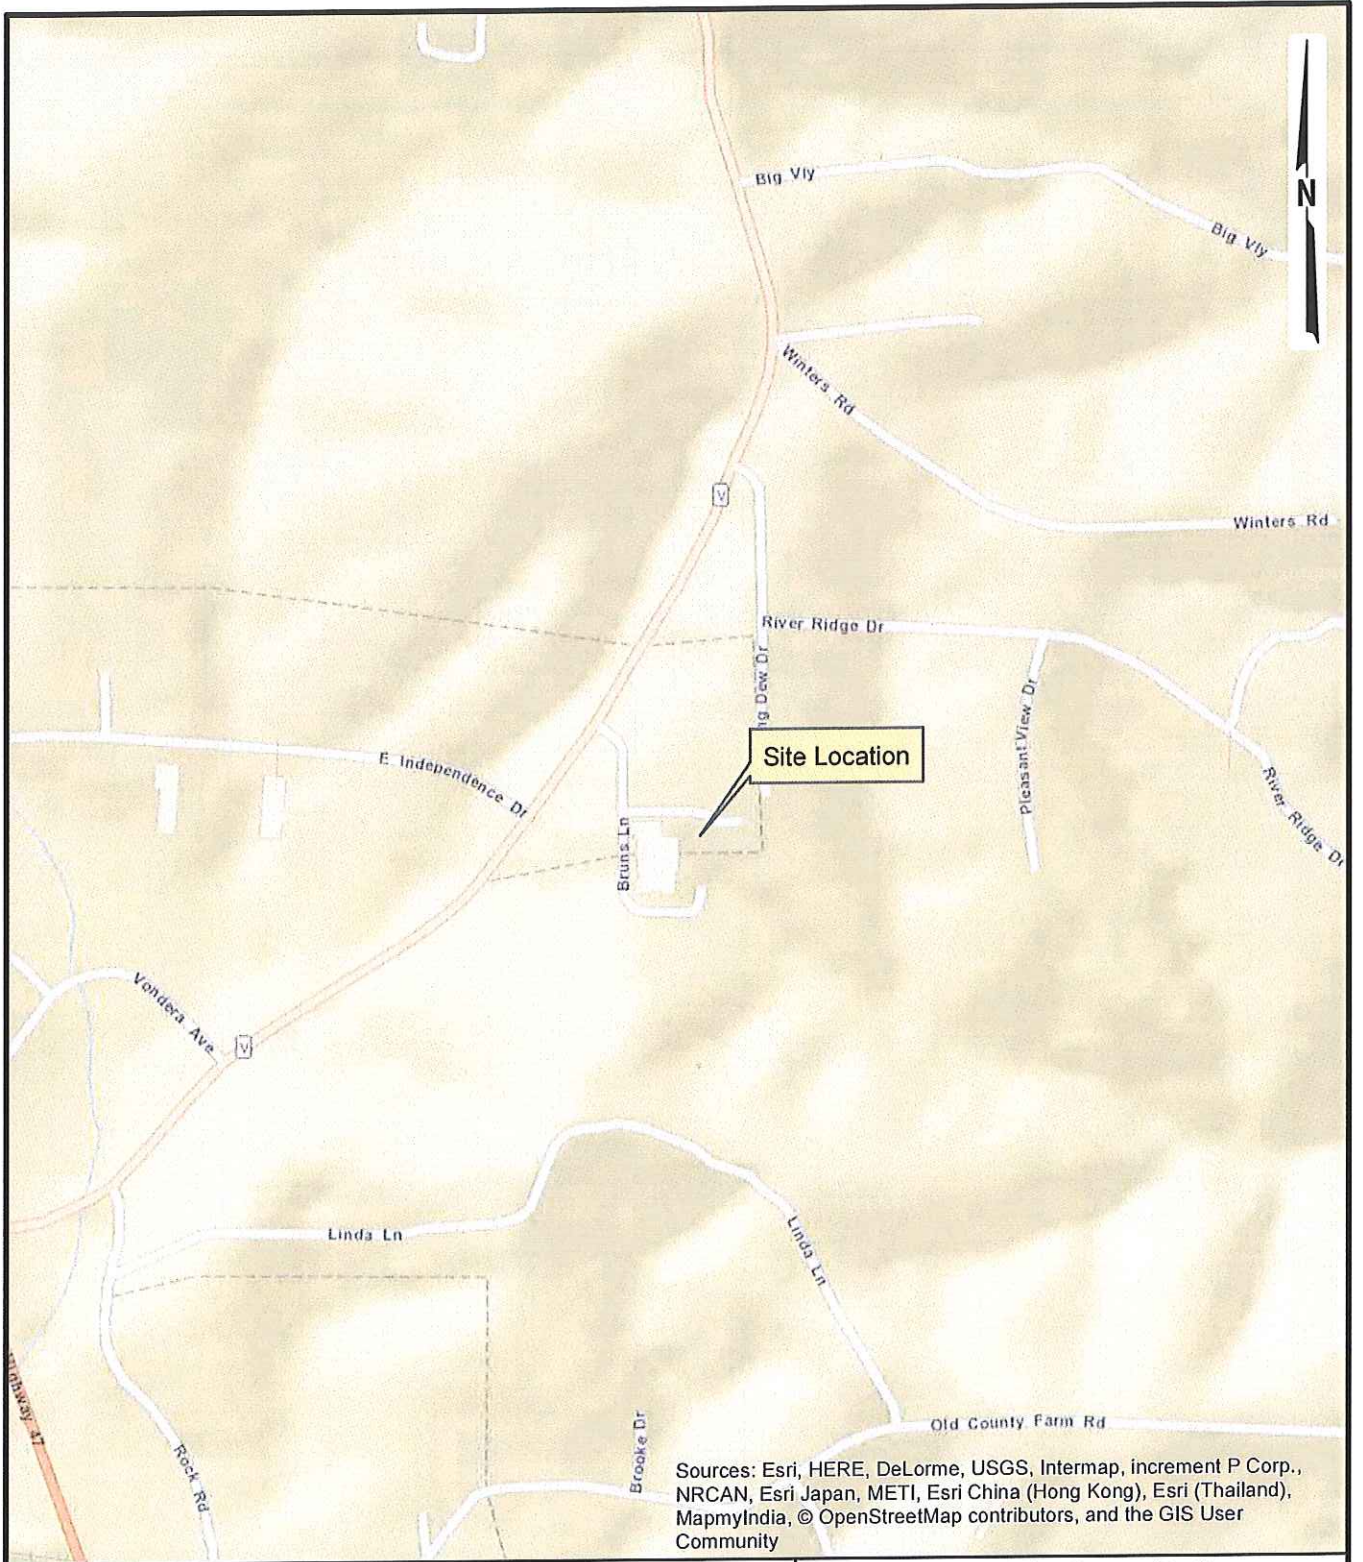 Big Vly
N
Big Vly
Winters Rd
V
Winters Rd
River Ridge Dr
ng Dew Dr
Pleasant View Dr
Site Location
E Independence Dr
River Ridge Dr
Bruns Ln
Vondera Ave
V
Linda Ln
Linda Ln
Highway 47
Old County Farm Rd
Brooke Dr
Rock Rd
Sources: Esri, HERE, DeLorme, USGS, Intermap, increment P Corp.,
NRCAN, Esri Japan, METI, Esri China (Hong Kong), Esri (Thailand),
MapmyIndia, © OpenStreetMap contributors, and the GIS User
Community